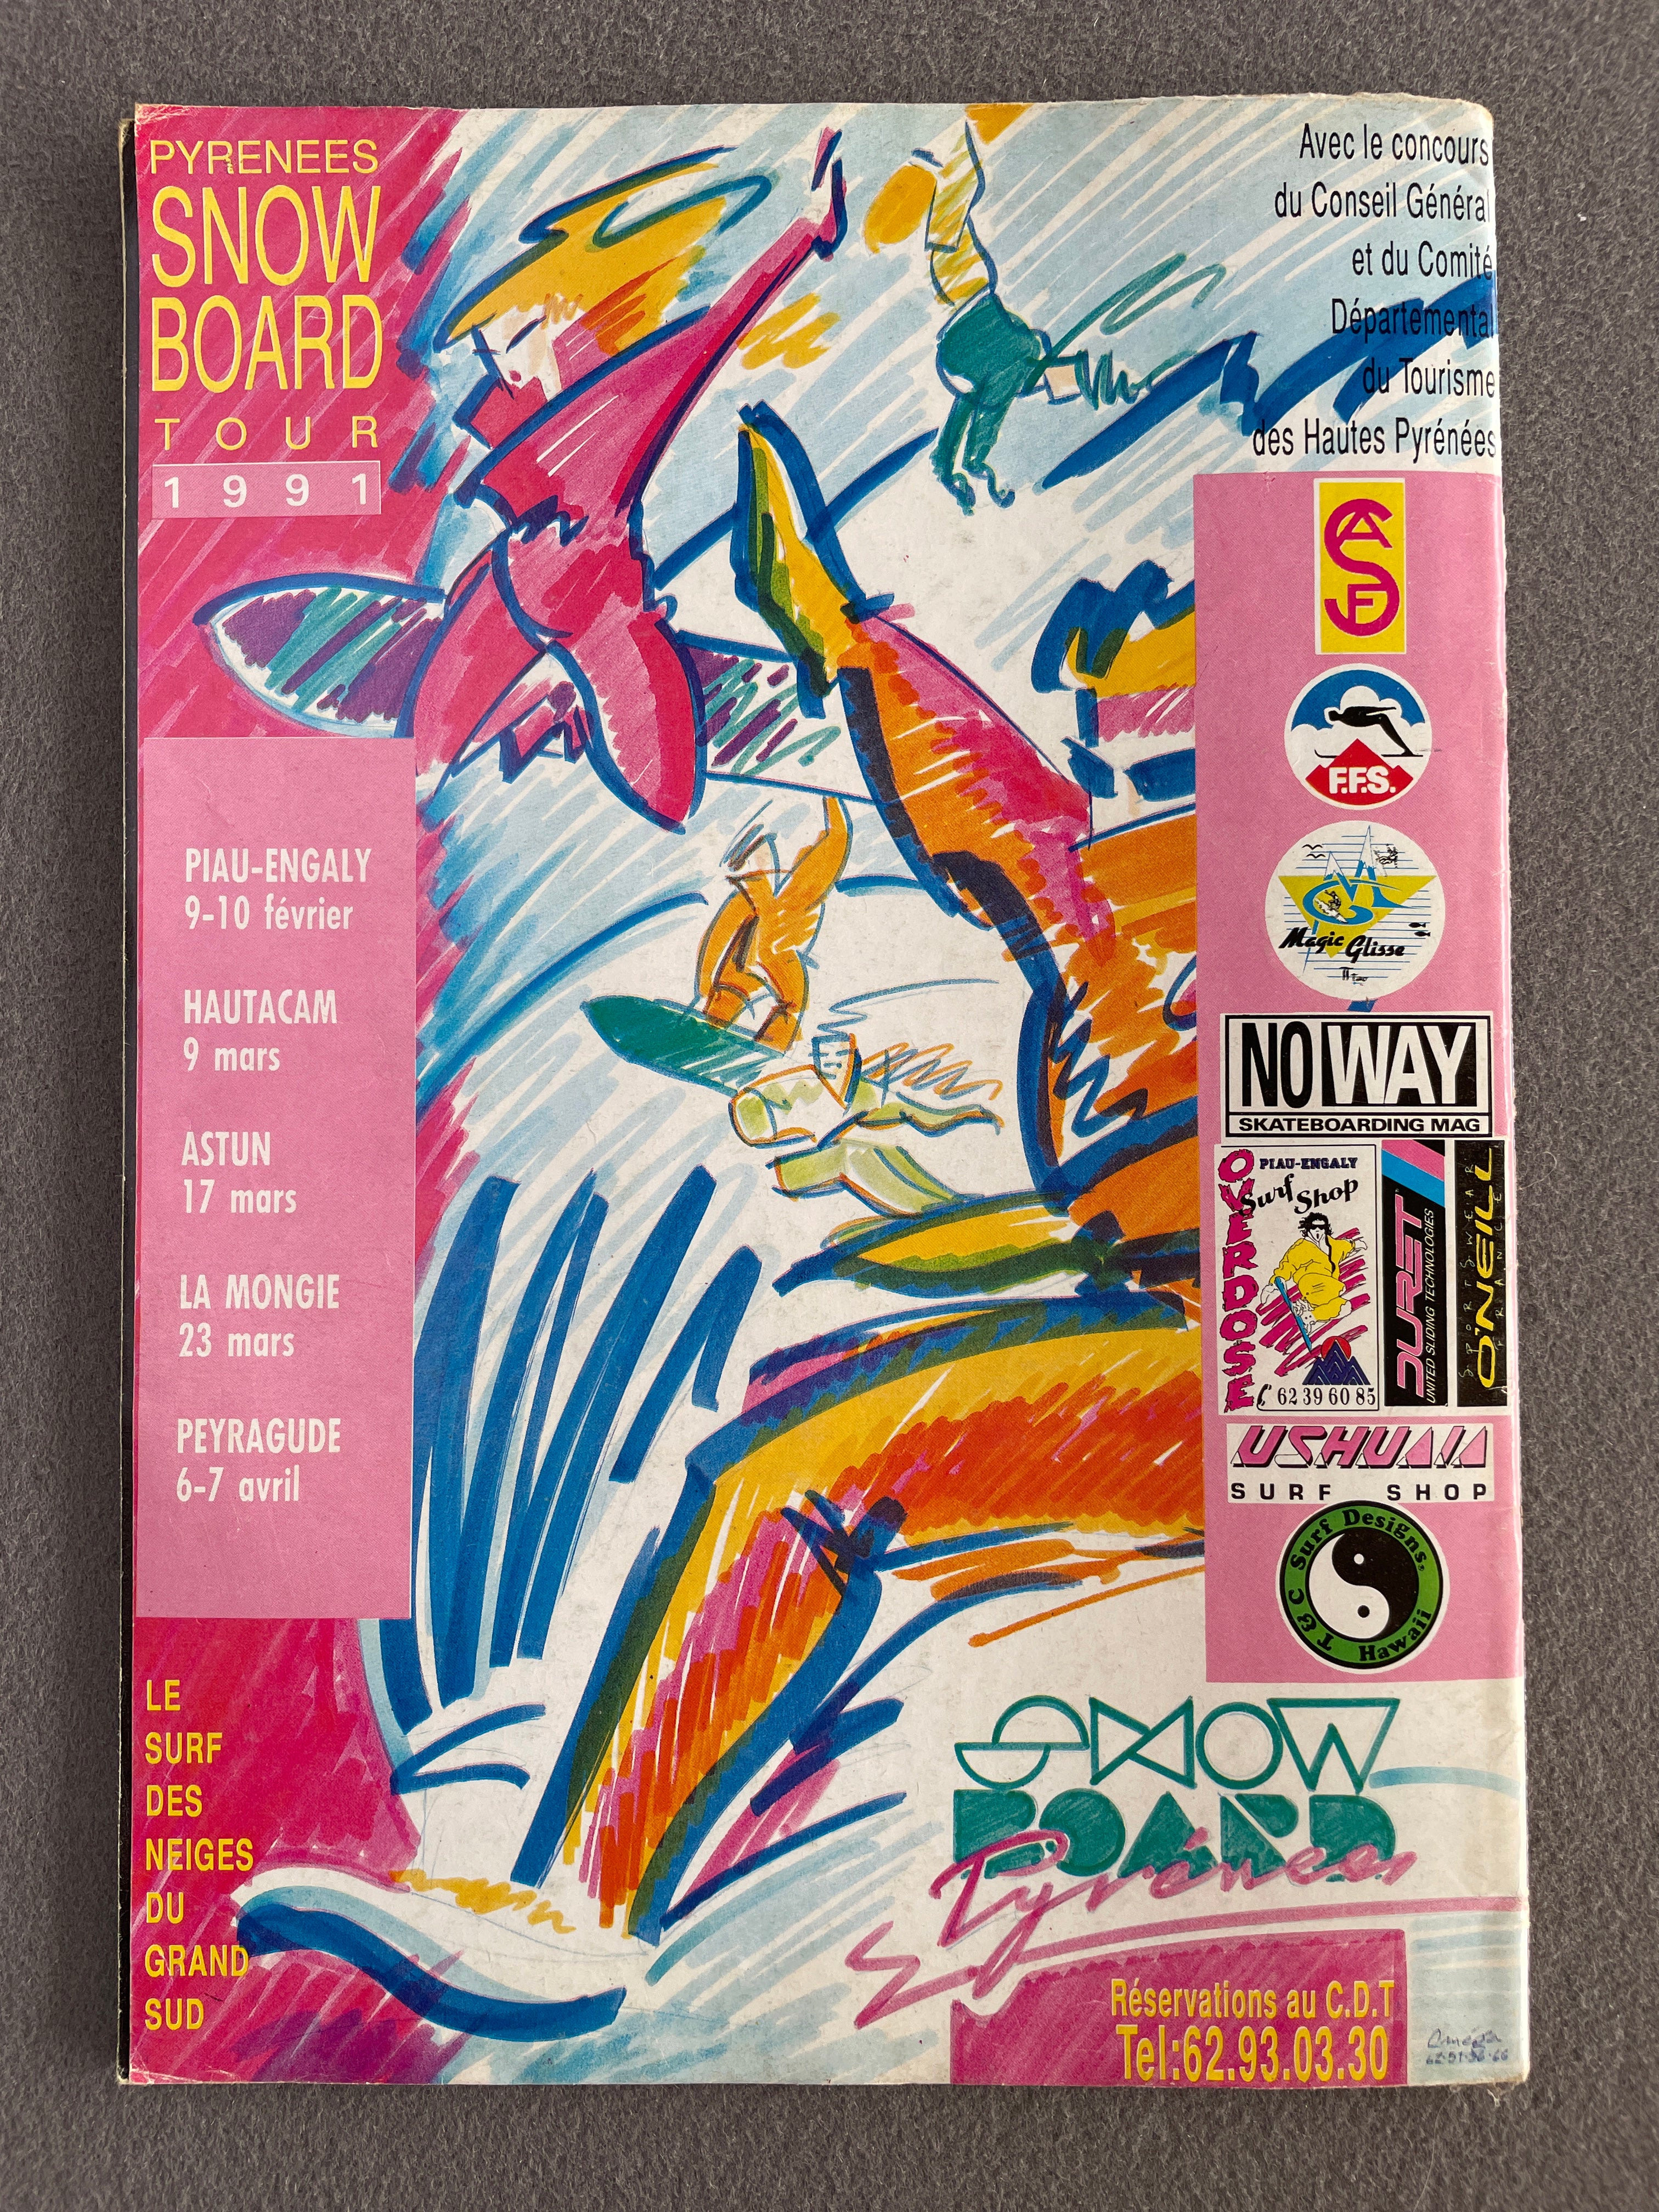 PYRENEES
SNOW
BOARD
TOUR
1991
Avec le concours
du Conseil Général
et du Comité
Départemental
du Tourisme
des Hautes Pyrénées
PIAU-ENGALY
9-10 février
HAUTACAM
9 mars
ASTUN
17 mars
LA MONGIE
23 mars
PEYRAGUDE
6-7 avril
F.F.S.
Magic Glisse
NO WAY
SKATEBOARDING MAG
OVERDOSE
PIAU-ENGALY
Surf Shop
62 39 60 85
DURET
UNITED SLIDING TECHNOLOGIES
O'NEILL
SPORTSWEAR
FRANCE
USHUAIA
SURF SHOP
T & C Surf Designs.
Hawaii
LE
SURF
DES
NEIGES
DU
GRAND
SUD
SNOW
BOARD
Pyrénées
Réservations au C.D.T
Tel:62.93.03.30